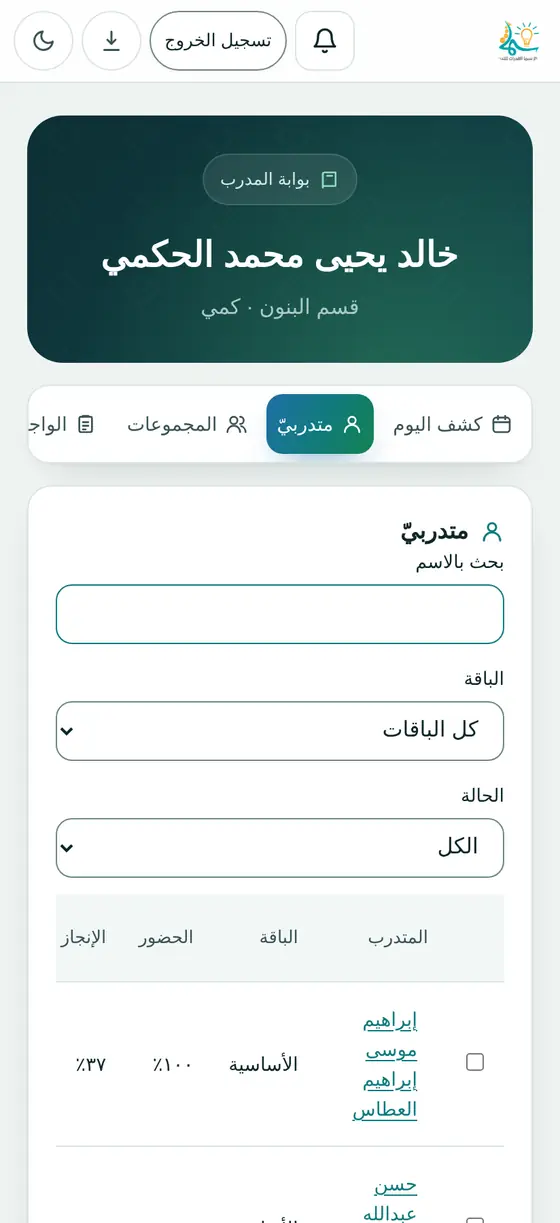 تسجيل الخروج
بوابة المدرب
خالد يحيى محمد الحكمي
قسم البنون · كمي
كشف اليوم
متدربيّ
المجموعات
الواج
متدربيّ
بحث بالاسم
الباقة
كل الباقات
الحالة
الكل
المتدرب الباقة الحضور الإنجاز
إبراهيم
موسى
إبراهيم
العطاس
الأساسية ١٠٠٪ ٣٧٪
حسن
عبدالله